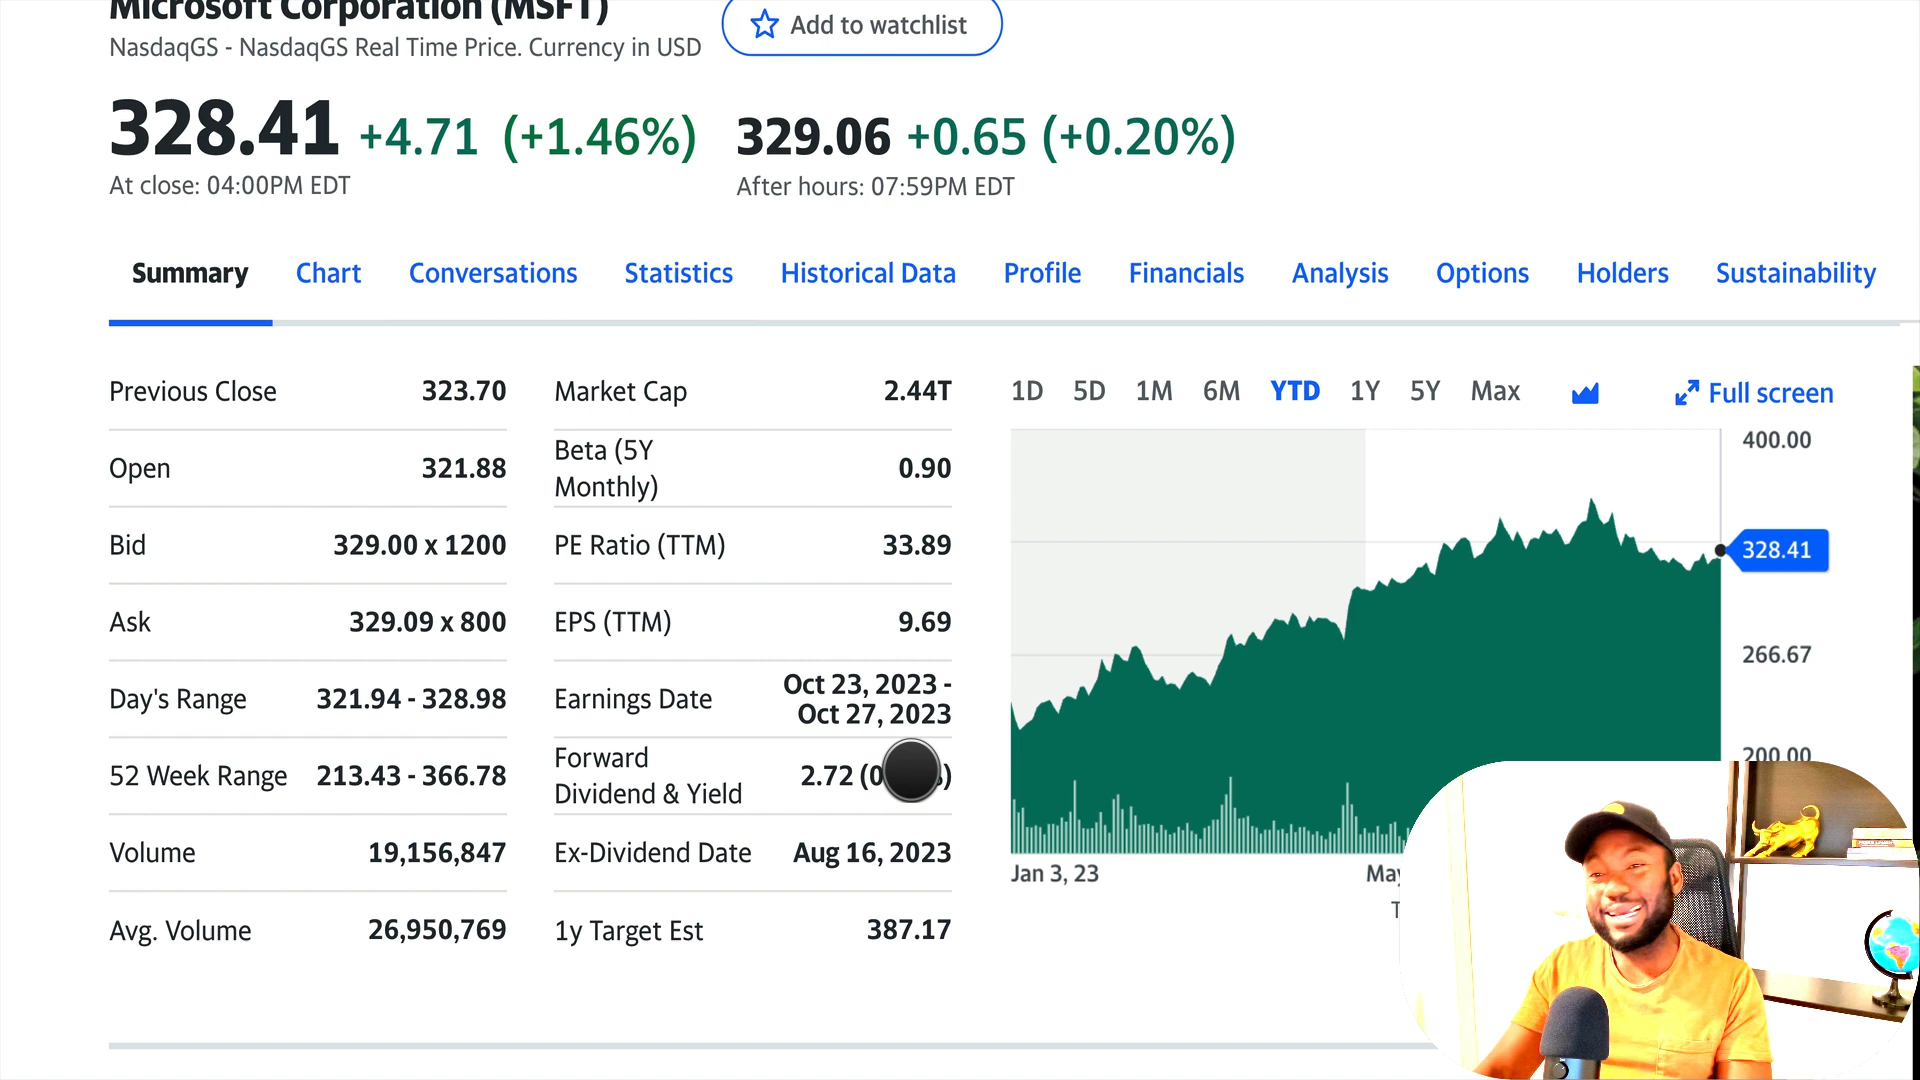 Microsoft Corporation (MSFT)
Add to watchlist
NasdaqGS - NasdaqGS Real Time Price. Currency in USD
328.41 +4.71 (+1.46%) 329.06 +0.65 (+0.20%)
At close: 04:00PM EDT After hours: 07:59PM EDT
Summary Chart Conversations Statistics Historical Data Profile Financials Analysis Options Holders Sustainability
Previous Close 323.70
Open 321.88
Bid 329.00 x 1200
Ask 329.09 x 800
Day's Range 321.94 - 328.98
52 Week Range 213.43 - 366.78
Volume 19,156,847
Avg. Volume 26,950,769
Market Cap 2.44T
Beta (5Y
Monthly) 0.90
PE Ratio (TTM) 33.89
EPS (TTM) 9.69
Earnings Date Oct 23, 2023 -
Oct 27, 2023
Forward
Dividend & Yield 2.72
Ex-Dividend Date Aug 16, 2023
1y Target Est 387.17
1D 5D 1M 6M YTD 1Y 5Y Max Full screen
400.00
328.41
266.67
200.00
Jan 3, 23 May